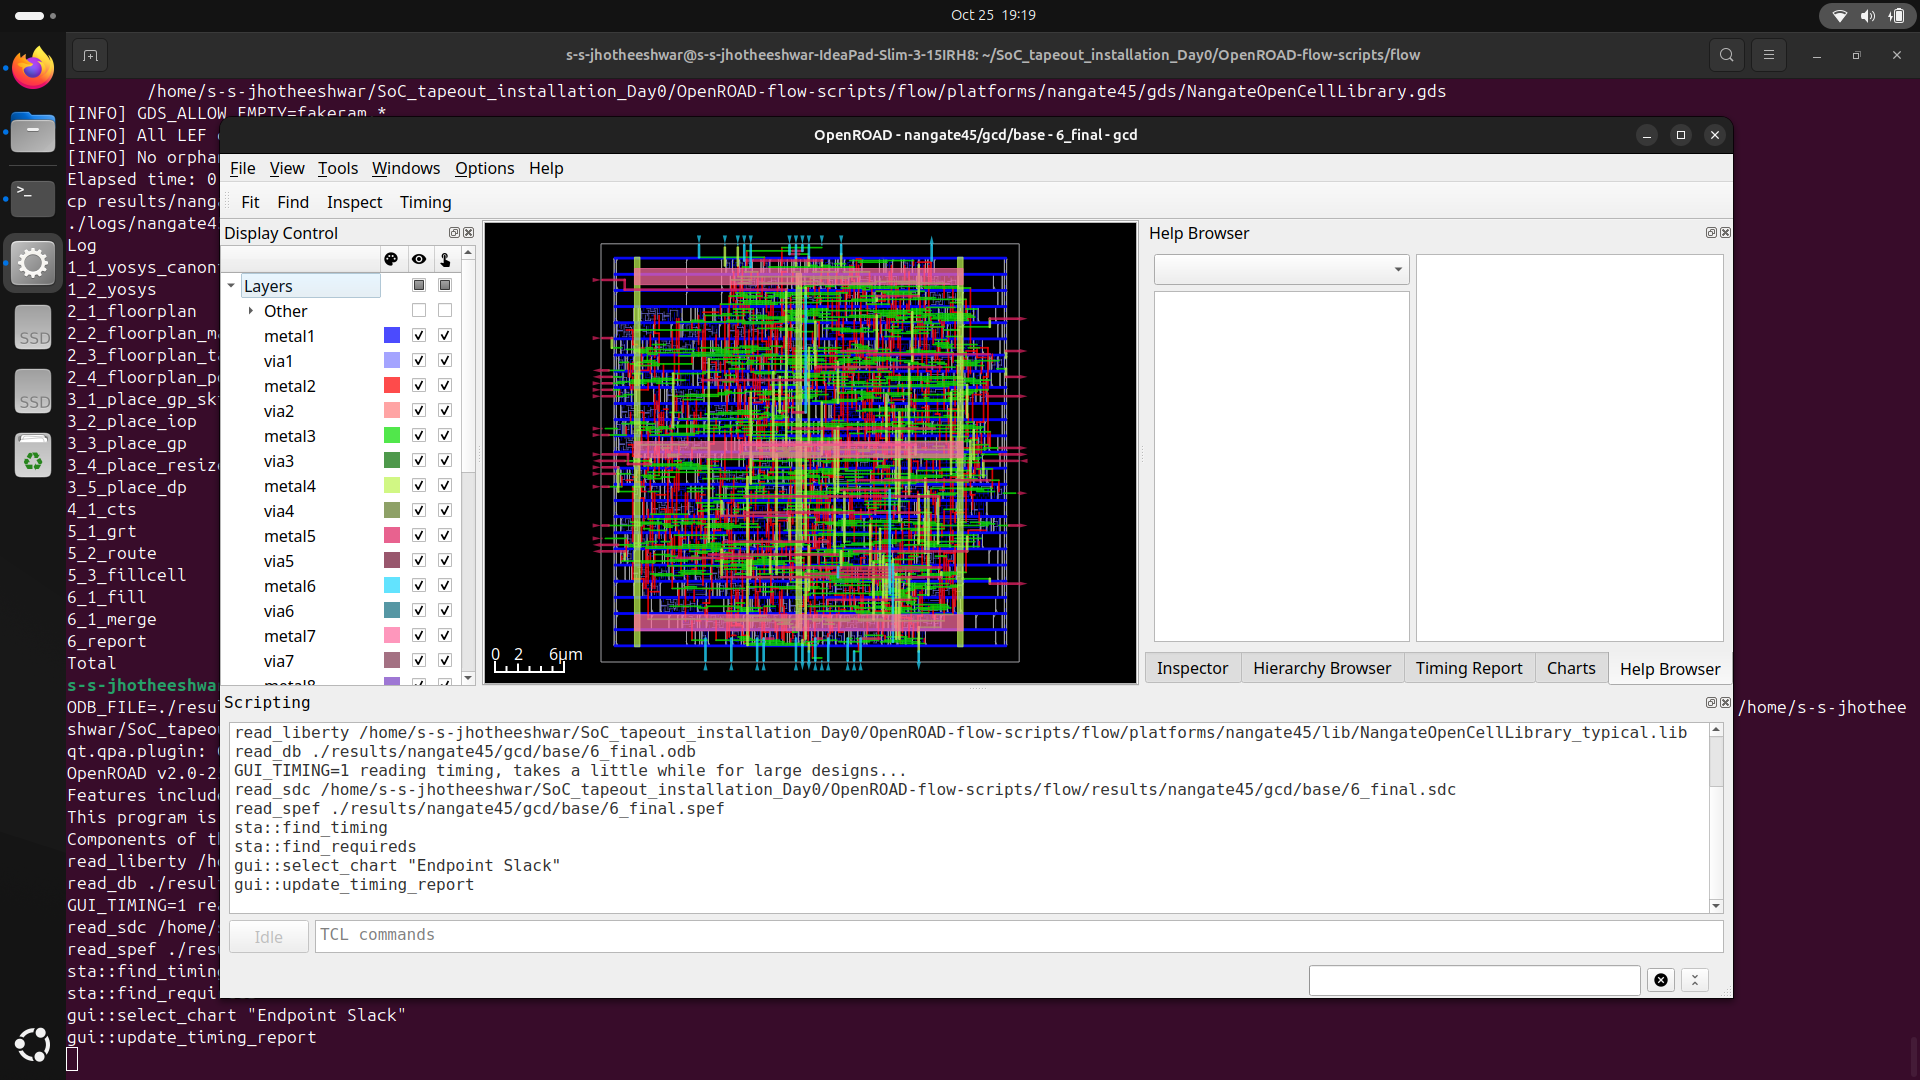 Oct 25 19:19
s-s-jhotheeshwar@s-s-jhotheeshwar-IdeaPad-Slim-3-15IRH8: ~/SoC_tapeout_installation_Day0/OpenROAD-flow-scripts/flow
/home/s-s-jhotheeshwar/SoC_tapeout_installation_Day0/OpenROAD-flow-scripts/flow/platforms/nangate45/gds/NangateOpenCellLibrary.gds
[INFO] GDS_ALLOW_EMPTY=fakeram.*
[INFO] All LEF
[INFO] No orpha
Elapsed time: 0
cp results/nanga
./logs/nangate4
Log
1_1_yosys_canon
1_2_yosys
2_1_floorplan
2_2_floorplan_m
2_3_floorplan_t
2_4_floorplan_p
3_1_place_gp_sk
3_2_place_iop
3_3_place_gp
3_4_place_resiz
3_5_place_dp
4_1_cts
5_1_grt
5_2_route
5_3_fillcell
6_1_fill
6_1_merge
6_report
Total
s-s-jhotheeshwa
ODB_FILE=./resu
/home/s-s-jhothee
shwar/SoC_tapeou
qt.qpa.plugin:
OpenROAD v2.0-2
Features include
This program is
Components of t
read_liberty /h
read_db ./resul
GUI_TIMING=1 rea
read_sdc /home/s
read_spef ./resu
sta::find_timing
sta::find_requi
gui::select_chart "Endpoint Slack"
gui::update_timing_report
SSD
SSD
OpenROAD - nangate45/gcd/base - 6_final - gcd
File View Tools Windows Options Help
Fit Find Inspect Timing
Display Control
Layers
Other
metal1
via1
metal2
via2
metal3
via3
metal4
via4
metal5
via5
metal6
via6
metal7
via7
metal8
0 2 6μm
Help Browser
Inspector Hierarchy Browser Timing Report Charts Help Browser
Scripting
read_liberty /home/s-s-jhotheeshwar/SoC_tapeout_installation_Day0/OpenROAD-flow-scripts/flow/platforms/nangate45/lib/NangateOpenCellLibrary_typical.lib
read_db ./results/nangate45/gcd/base/6_final.odb
GUI_TIMING=1 reading timing, takes a little while for large designs...
read_sdc /home/s-s-jhotheeshwar/SoC_tapeout_installation_Day0/OpenROAD-flow-scripts/flow/results/nangate45/gcd/base/6_final.sdc
read_spef ./results/nangate45/gcd/base/6_final.spef
sta::find_timing
sta::find_requireds
gui::select_chart "Endpoint Slack"
gui::update_timing_report
Idle
TCL commands